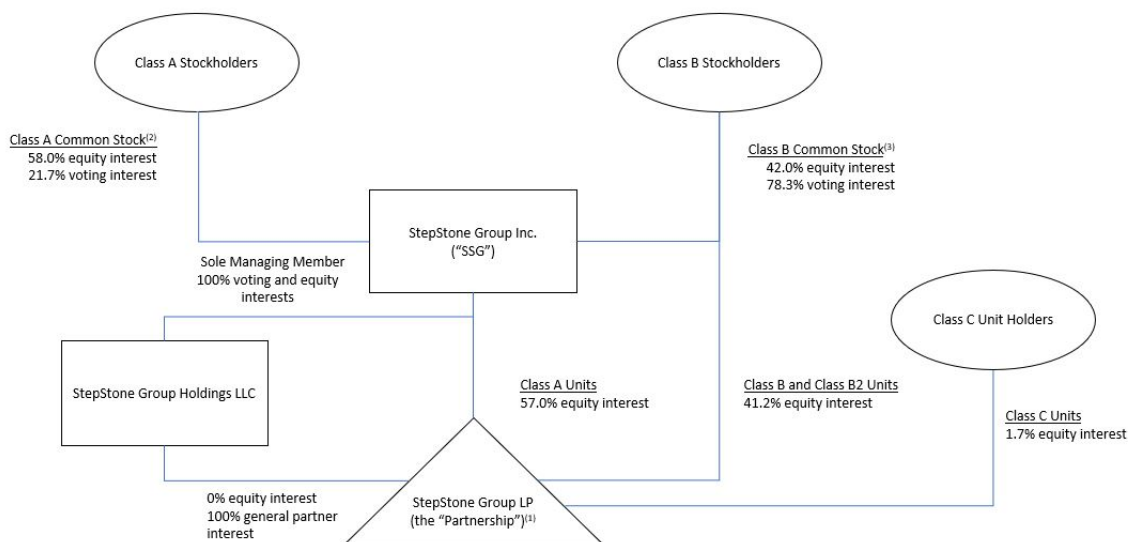 Class A Stockholders
Class B Stockholders
Class A Common Stock(2)
58.0% equity interest
21.7% voting interest
Class B Common Stock(3)
42.0% equity interest
78.3% voting interest
StepStone Group Inc.
(“SSG”)
Sole Managing Member
100% voting and equity
interests
Class C Unit Holders
StepStone Group Holdings LLC
Class A Units
57.0% equity interest
Class B and Class B2 Units
41.2% equity interest
Class C Units
1.7% equity interest
0% equity interest
100% general partner
interest
StepStone Group LP
(the “Partnership”)(1)